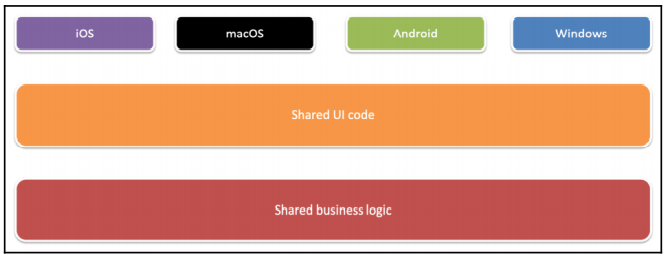 iOS
macOS
Android
Windows
Shared UI code
Shared business logic